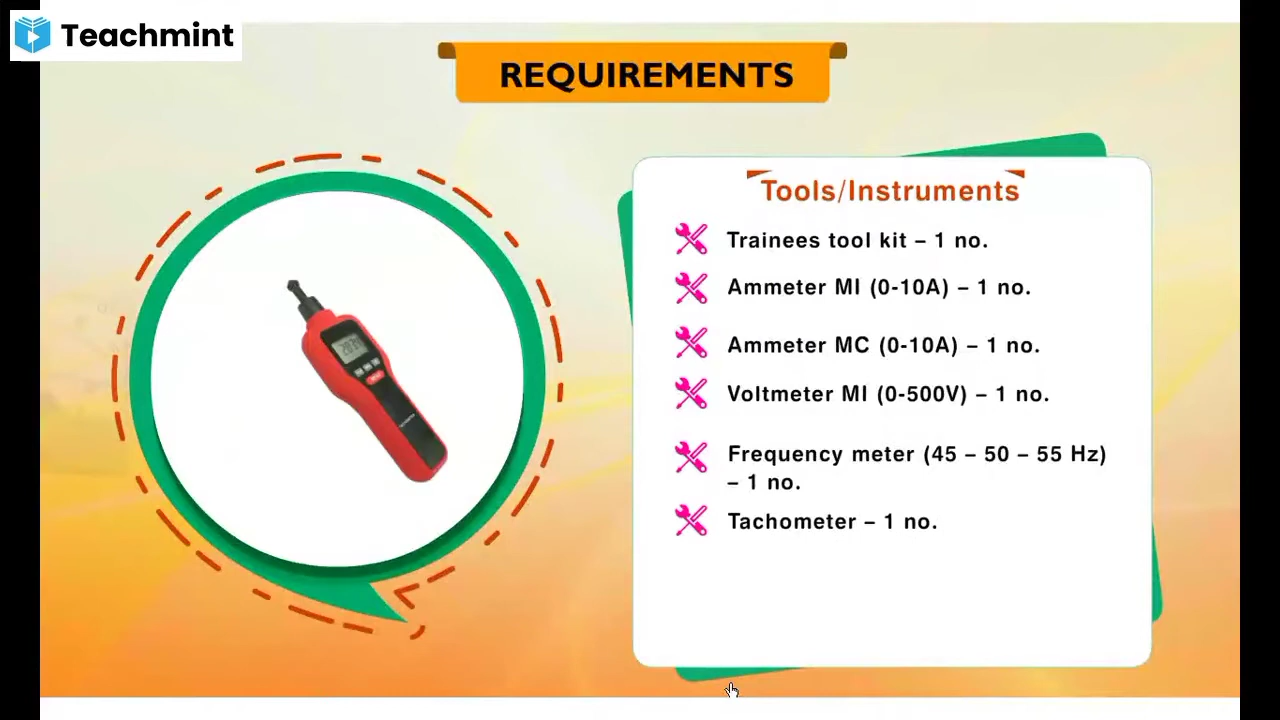 Teachmint
REQUIREMENTS
Tools/Instruments
Trainees tool kit – 1 no.
Ammeter MI (0-10A) – 1 no.
Ammeter MC (0-10A) – 1 no.
Voltmeter MI (0-500V) – 1 no.
Frequency meter (45 – 50 – 55 Hz)
– 1 no.
Tachometer – 1 no.